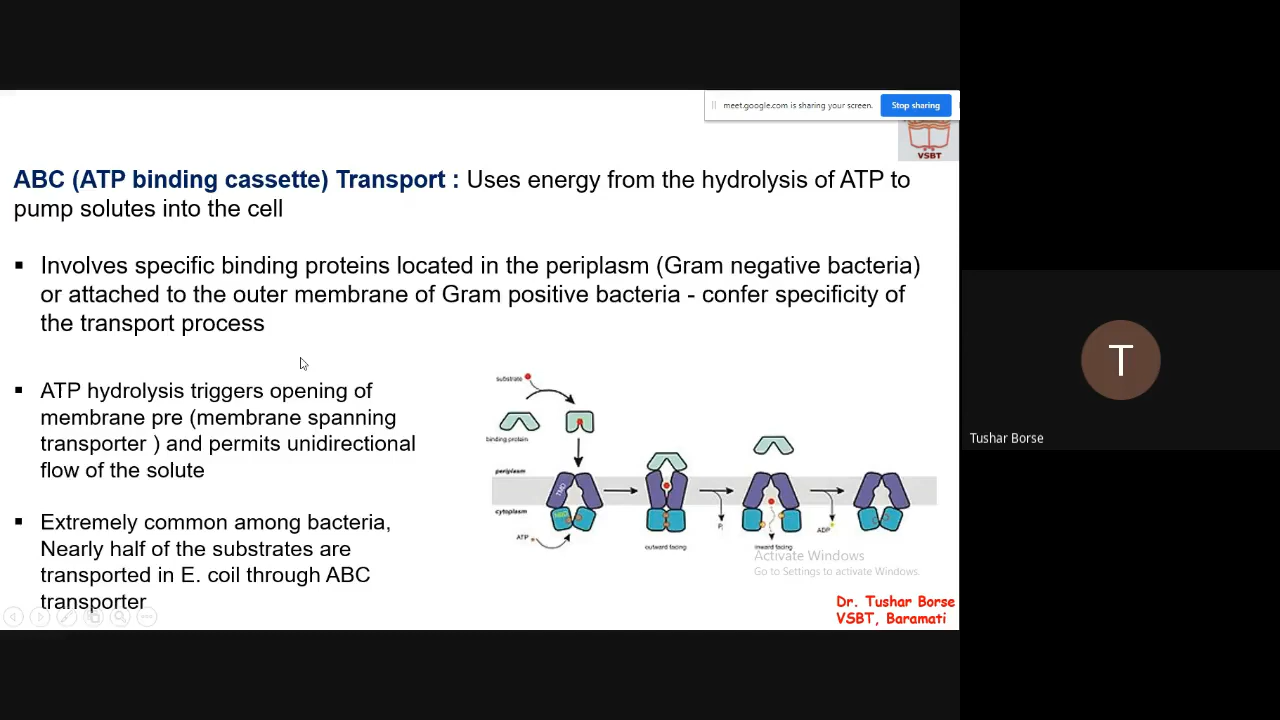 meet.google.com is sharing your screen.
Stop sharing
VSBT
ABC (ATP binding cassette) Transport : Uses energy from the hydrolysis of ATP to
pump solutes into the cell
▪ Involves specific binding proteins located in the periplasm (Gram negative bacteria)
or attached to the outer membrane of Gram positive bacteria - confer specificity of
the transport process
▪ ATP hydrolysis triggers opening of
membrane pre (membrane spanning
transporter ) and permits unidirectional
flow of the solute
▪ Extremely common among bacteria,
Nearly half of the substrates are
transported in E. coil through ABC
transporter
substrate
binding protein
periplasm
TMD
cytoplasm
NBD
ATP
Pi
ADP
outward facing
inward facing
Activate Windows
Go to Settings to activate Windows.
Dr. Tushar Borse
VSBT, Baramati
T
Tushar Borse